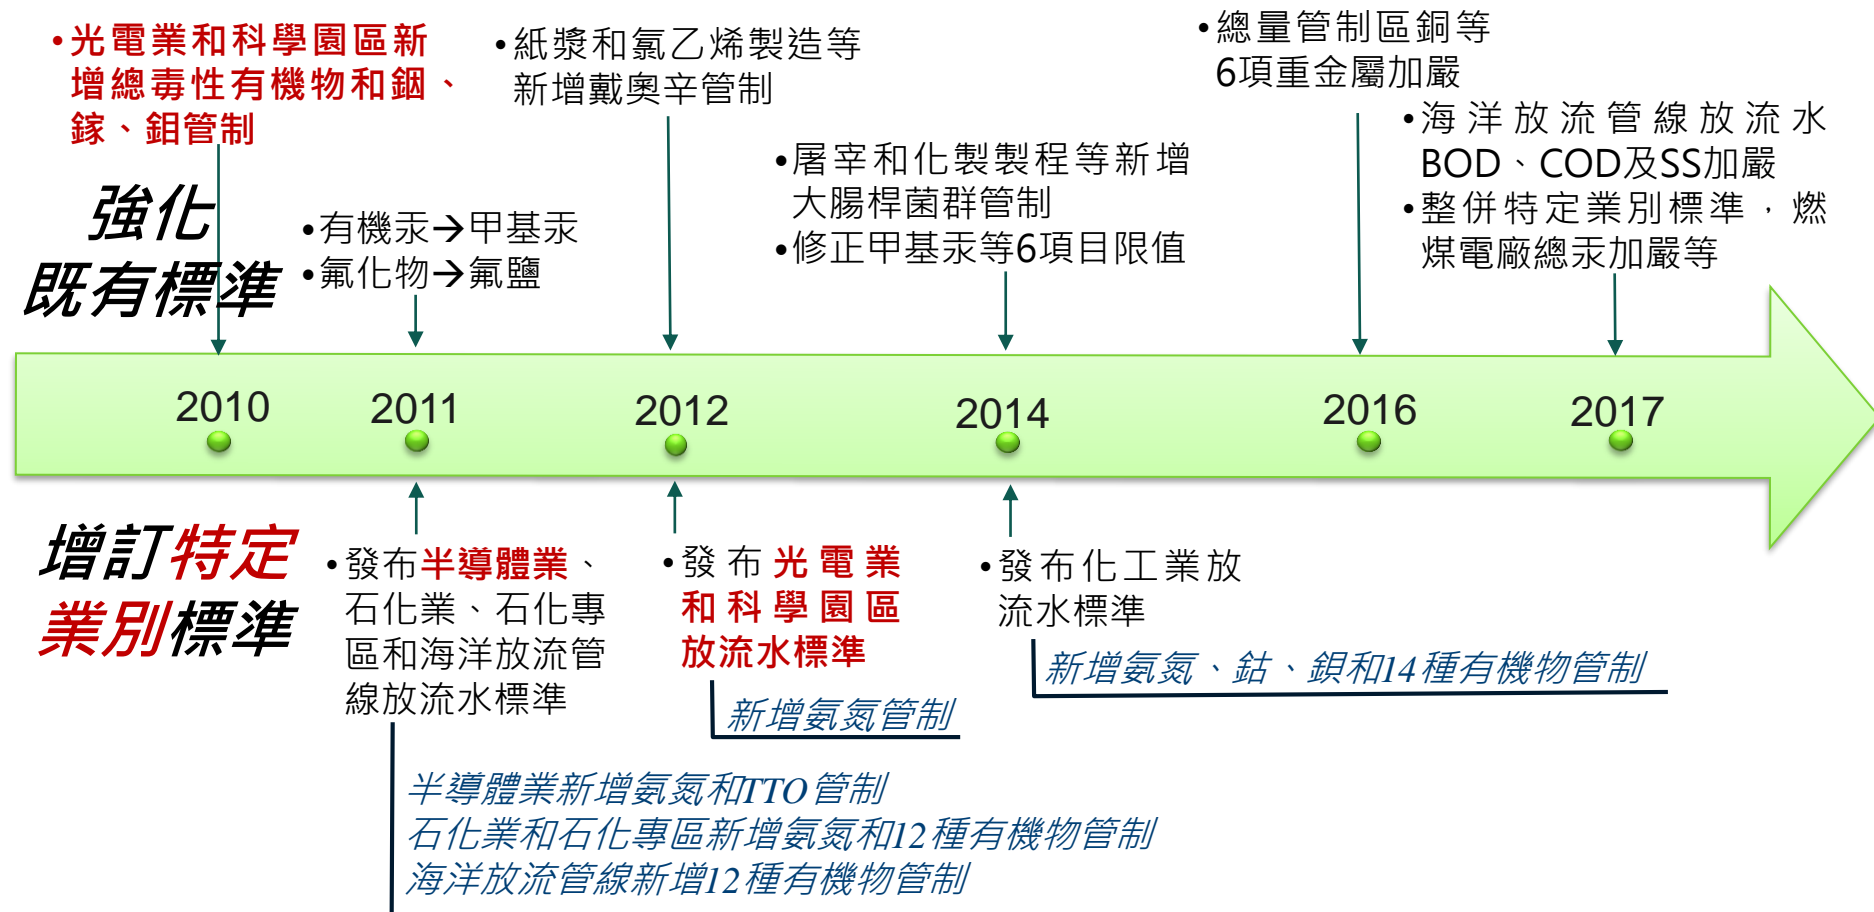 •光電業和科學園區新
增總毒性有機物和銦、
鎵、鉬管制
•紙漿和氯乙烯製造等
新增戴奧辛管制
•總量管制區銅等
6項重金屬加嚴
•海洋放流管線放流水
BOD、COD及SS加嚴
•整併特定業別標準，燃
煤電廠總汞加嚴等
•屠宰和化製製程等新增
大腸桿菌群管制
•修正甲基汞等6項目限值
強化
既有標準
•有機汞→甲基汞
•氟化物→氟鹽
2010
2011
2012
2014
2016
2017
增訂特定
業別標準
•發布半導體業、
石化業、石化專
區和海洋放流管
線放流水標準
•發布光電業
和科學園區
放流水標準
•發布化工業放
流水標準
新增氨氮、鈷、鋇和14種有機物管制
新增氨氮管制
半導體業新增氨氮和TTO管制
石化業和石化專區新增氨氮和12種有機物管制
海洋放流管線新增12種有機物管制